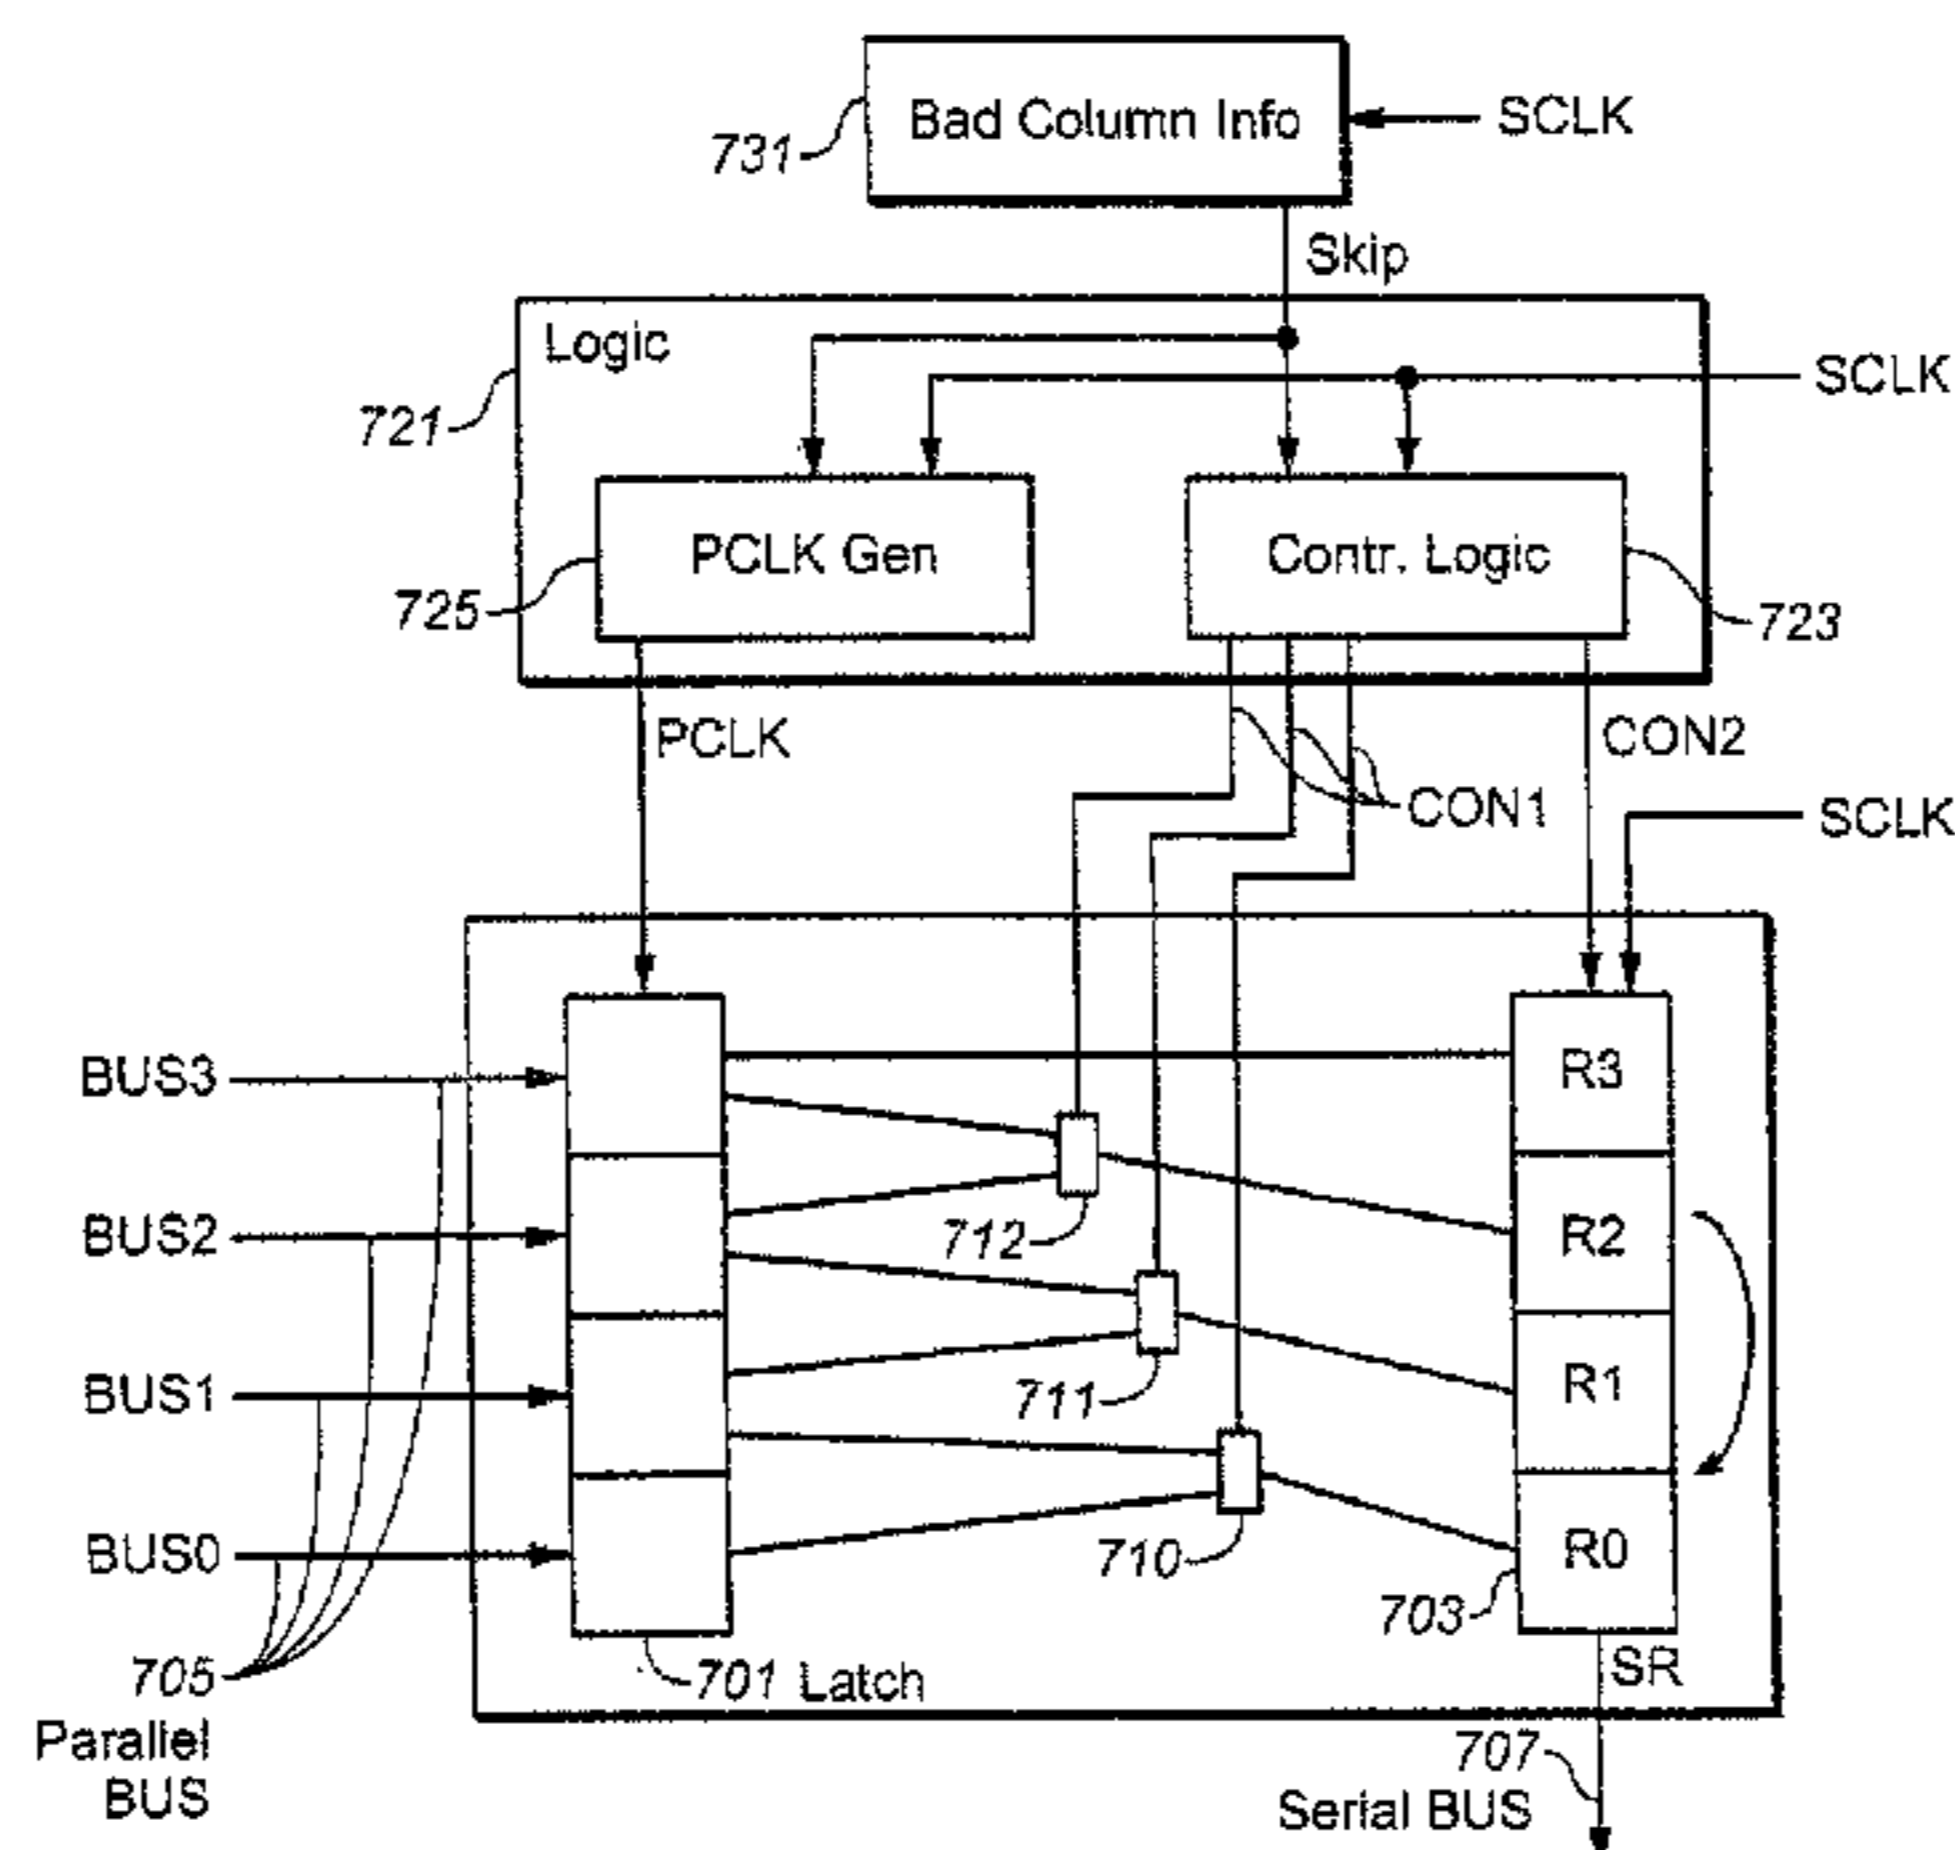 Bad Column Info
SCLK
731
Skip
Logic
SCLK
721
PCLK Gen
Contr. Logic
725
723
PCLK
CON2
CON1
SCLK
BUS3
R3
BUS2
712
R2
BUS1
711
R1
BUS0
710
R0
703
705
701 Latch
SR
Parallel
BUS
707
Serial BUS